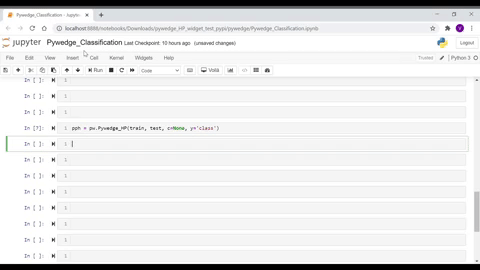 Pywedge_Classification - Jupyter
localhost:8888/notebooks/Downloads/pywedge_HP_widget_test_pypi/pywedge/Pywedge_Classification.ipynb
jupyter Pywedge_Classification Last Checkpoint: 10 hours ago (unsaved changes) Logout
File Edit View Insert Cell Kernel Widgets Help Trusted Python 3
Run Code Voilà
In [ ]: 1
In [ ]: 1
In [ ]: 1
In [7]: 1 pph = pw.Pywedge_HP(train, test, c=None, y='class')
In [ ]: 1
In [ ]: 1
In [ ]: 1
In [ ]: 1
In [ ]: 1
In [ ]: 1
In [ ]: 1
In [ ]: 1